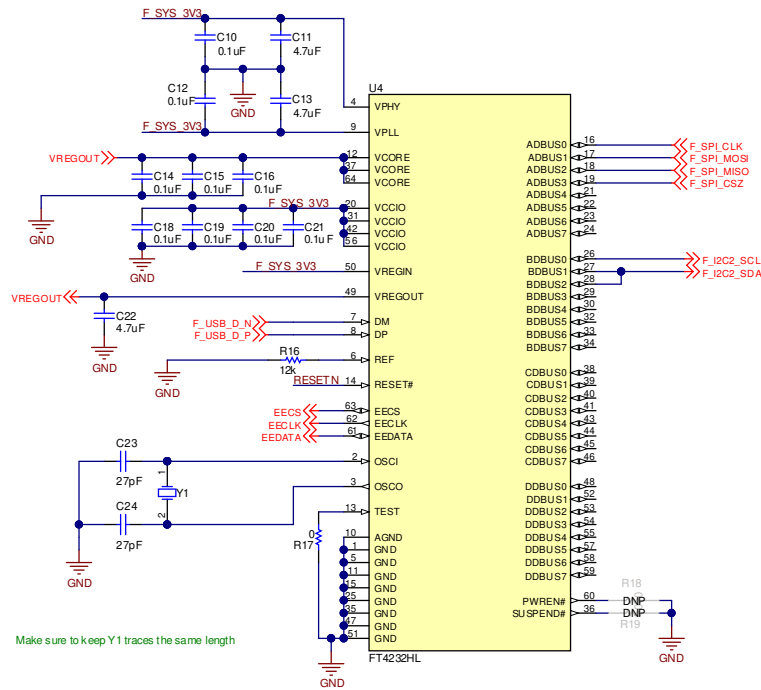 F_SYS_3V3
C10
0.1uF
C11
4.7uF
C12
0.1uF
C13
4.7uF
GND
F_SYS_3V3
U4
4 VPHY
9 VPLL
VREGOUT
12 VCORE
37 VCORE
64 VCORE
C14
0.1uF
C15
0.1uF
C16
0.1uF
GND
F_SYS_3V3
20 VCCIO
31 VCCIO
42 VCCIO
56 VCCIO
C18
0.1uF
C19
0.1uF
C20
0.1uF
C21
0.1uF
GND
F_SYS_3V3
50 VREGIN
VREGOUT
49 VREGOUT
C22
4.7uF
GND
F_USB_D_N
7 DM
F_USB_D_P
8 DP
R16
12k
6 REF
GND
RESETN
14 RESET#
EECS
63 EECS
EECLK
62 EECLK
EEDATA
61 EEDATA
C23
27pF
2 OSCI
1
Y1
2
3 OSCO
C24
27pF
GND
13 TEST
0
R17
10 AGND
1 GND
5 GND
11 GND
15 GND
25 GND
35 GND
47 GND
51 GND
GND
FT4232HL
ADBUS0 16 F_SPI_CLK
ADBUS1 17 F_SPI_MOSI
ADBUS2 18 F_SPI_MISO
ADBUS3 19 F_SPI_CSZ
ADBUS4 21
ADBUS5 22
ADBUS6 23
ADBUS7 24
BDBUS0 26 F_I2C2_SCL
BDBUS1 27 F_I2C2_SDA
BDBUS2 28
BDBUS3 29
BDBUS4 30
BDBUS5 32
BDBUS6 33
BDBUS7 34
CDBUS0 38
CDBUS1 39
CDBUS2 40
CDBUS3 41
CDBUS4 43
CDBUS5 44
CDBUS6 45
CDBUS7 46
DDBUS0 48
DDBUS1 52
DDBUS2 53
DDBUS3 54
DDBUS4 55
DDBUS5 57
DDBUS6 58
DDBUS7 59
R18
PWREN# 60 DNP
SUSPEND# 36 DNP
R19
GND
Make sure to keep Y1 traces the same length